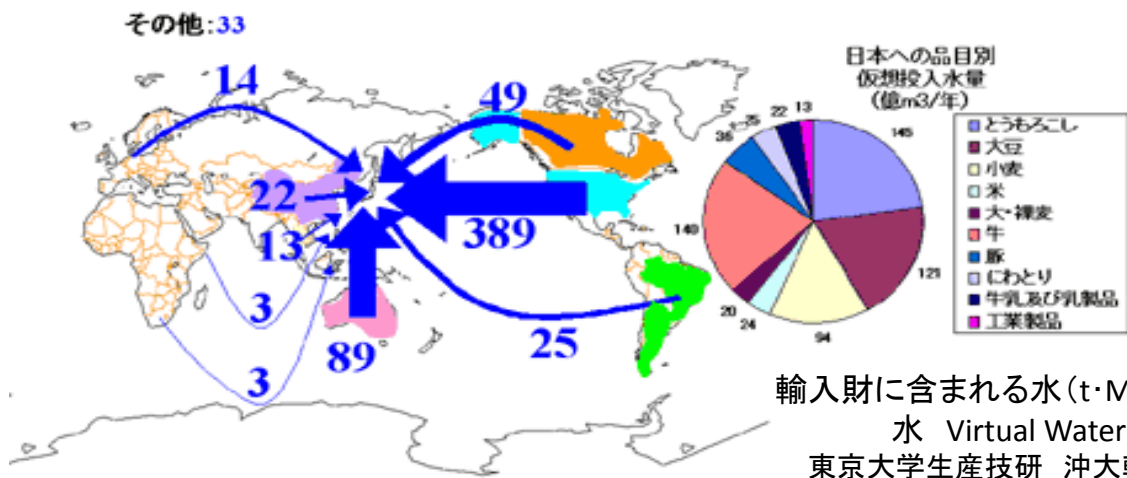 その他:33
14
49
22
13
389
3
3
89
25
日本への品目別
仮想投入水量
(億m3/年)
13
22
25
36
140
20
24
94
121
145
とうもろこし
大豆
小麦
米
大・裸麦
牛
豚
にわとり
牛乳及び乳製品
工業製品
輸入財に含まれる水(t・M
水 Virtual Water
東京大学生産技研 沖大